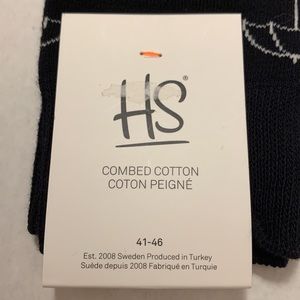 HS®
COMBED COTTON
COTON PEIGNÉ
41-46
Est. 2008 Sweden Produced in Turkey
Suède depuis 2008 Fabriqué en Turquie